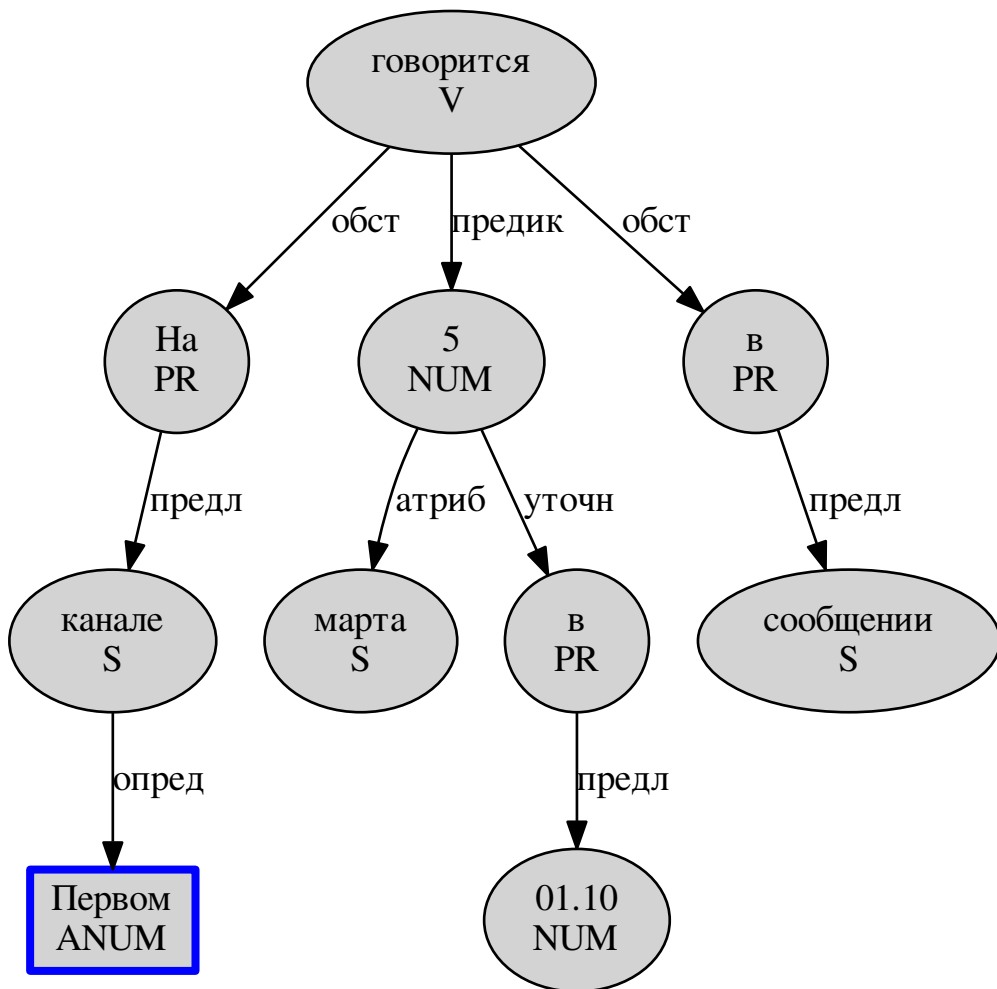 говорится
V
обст
предик
обст
На
PR
5
NUM
в
PR
предл
атриб
уточн
предл
канале
S
марта
S
в
PR
сообщении
S
опред
предл
Первом
ANUM
01.10
NUM